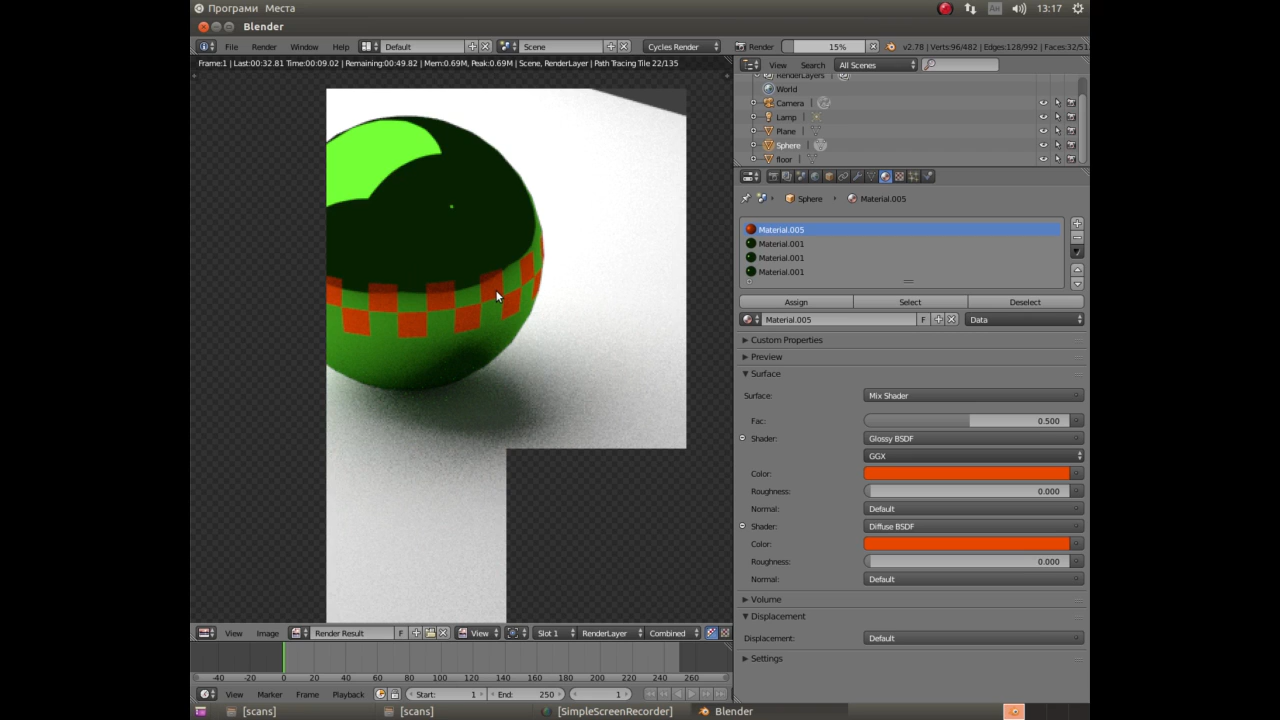 Програми Места Ан 13:17
Blender
File Render Window Help Default Scene Cycles Render Render 15% v2.78 | Verts:96/482 | Edges:128/992 | Faces:32/51
Frame:1 | Last:00:32.81 Time:00:09.02 | Remaining:00:49.82 | Mem:0.69M, Peak:0.69M | Scene, RenderLayer | Path Tracing Tile 22/135
View Search All Scenes
RenderLayers
World
Camera
Lamp
Plane
Sphere
floor
Sphere Material.005
Material.005
Material.001
Material.001
Material.001
Assign Select Deselect
Material.005 F Data
Custom Properties
Preview
Surface
Surface: Mix Shader
Fac: 0.500
Shader: Glossy BSDF
GGX
Color:
Roughness: 0.000
Normal: Default
Shader: Diffuse BSDF
Color:
Roughness: 0.000
Normal: Default
Volume
Displacement
Displacement: Default
Settings
View Image Render Result F View Slot 1 RenderLayer Combined
-40 -20 0 20 40 60 80 100 120 140 160 180 200 220 240 260
View Marker Frame Playback Start: 1 End: 250 1
[scans] [scans] [SimpleScreenRecorder] Blender